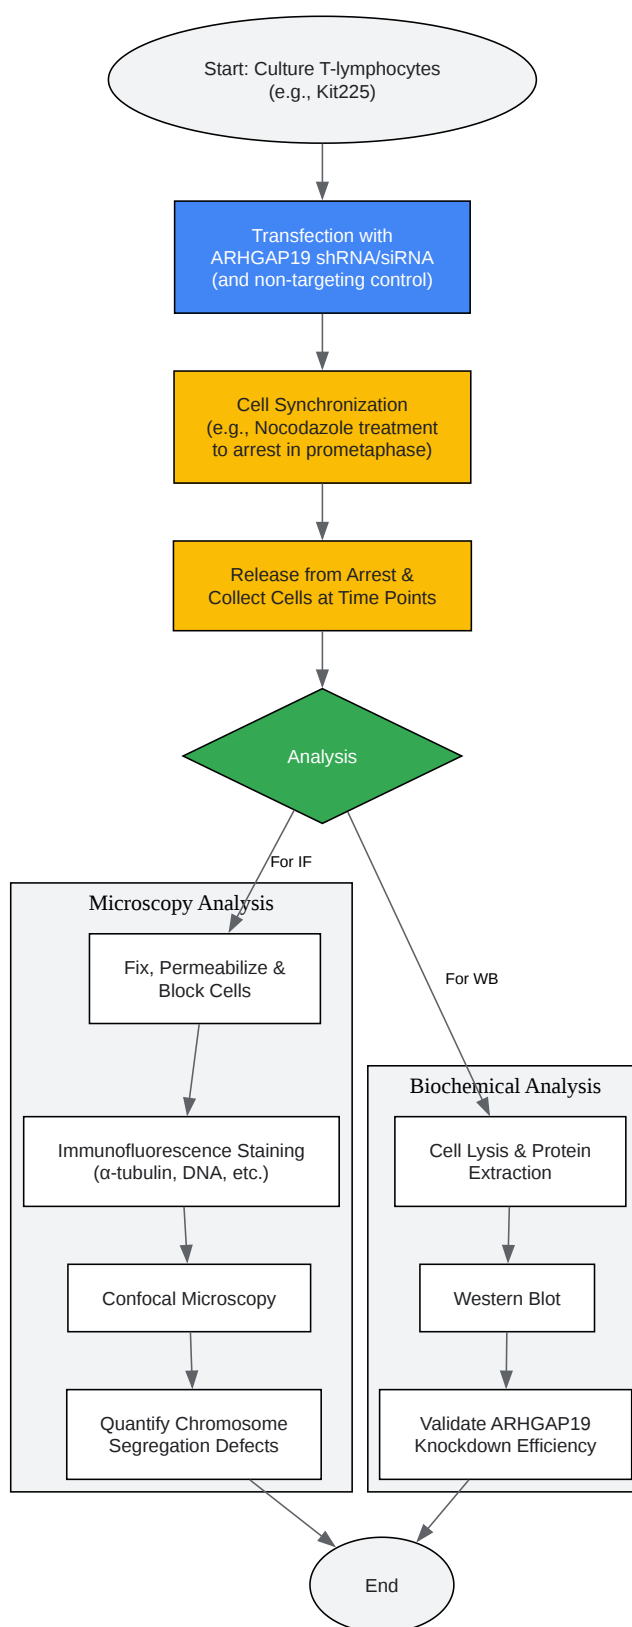 Start: Culture T-lymphocytes
(e.g., Kit225)
Transfection with
ARHGAP19 shRNA/siRNA
(and non-targeting control)
Cell Synchronization
(e.g., Nocodazole treatment
to arrest in prometaphase)
Release from Arrest &
Collect Cells at Time Points
Analysis
For IF
For WB
Microscopy Analysis
Fix, Permeabilize &
Block Cells
Immunofluorescence Staining
(α-tubulin, DNA, etc.)
Confocal Microscopy
Quantify Chromosome
Segregation Defects
Biochemical Analysis
Cell Lysis & Protein
Extraction
Western Blot
Validate ARHGAP19
Knockdown Efficiency
End